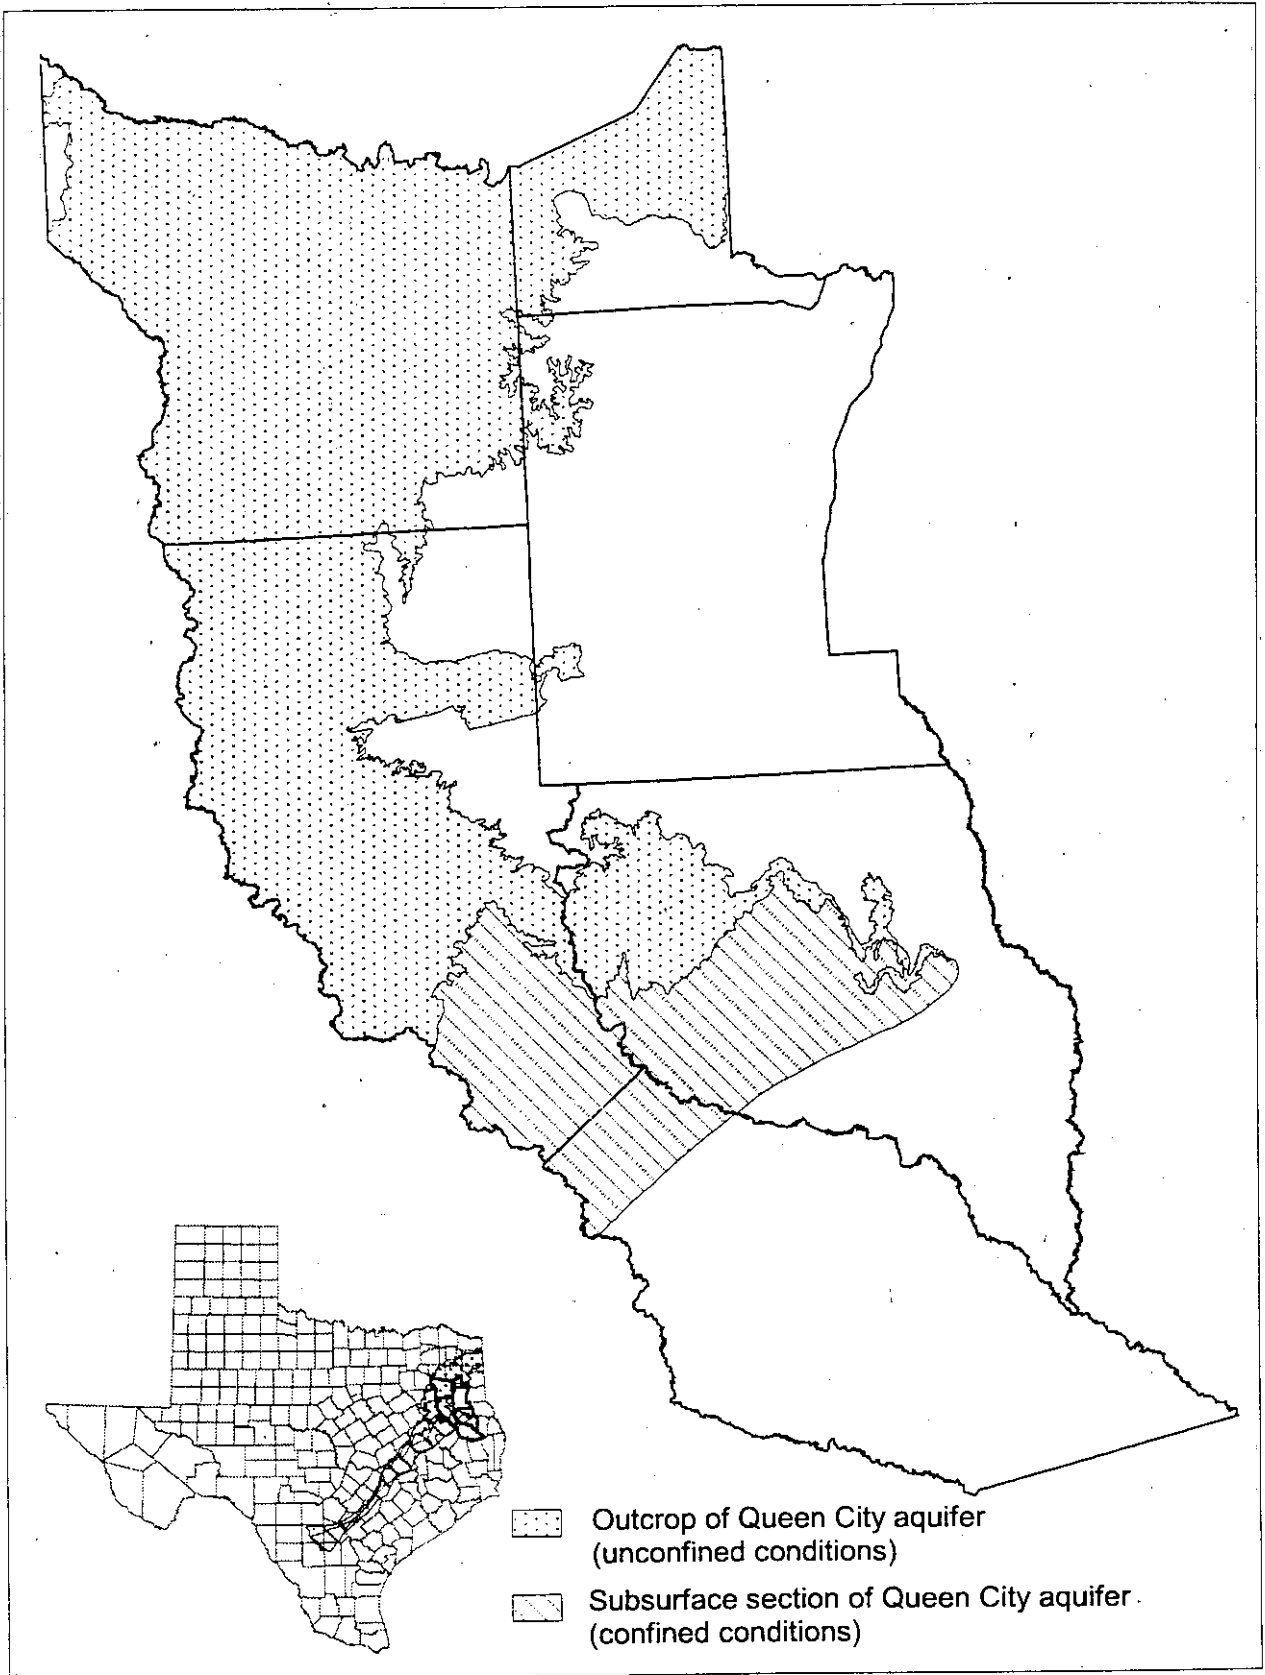 Outcrop of Queen City aquifer
(unconfined conditions)
Subsurface section of Queen City aquifer
(confined conditions)